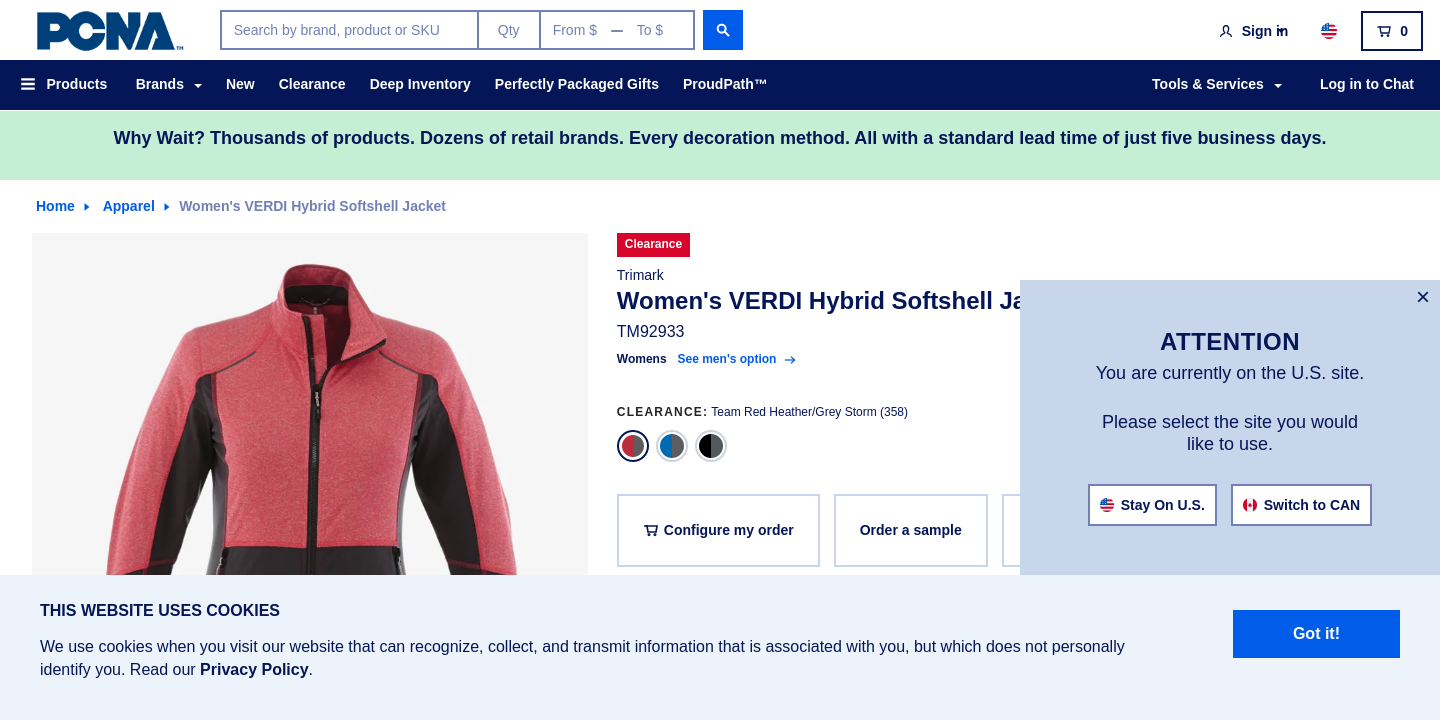 PCNA™
Search by brand, product or SKU
Qty
From $ — To $
Sign in
0
Products
Brands
New
Clearance
Deep Inventory
Perfectly Packaged Gifts
ProudPath™
Tools & Services
Log in to Chat
Why Wait? Thousands of products. Dozens of retail brands. Every decoration method. All with a standard lead time of just five business days.
Home
Apparel
Women's VERDI Hybrid Softshell Jacket
Clearance
Trimark
Women's VERDI Hybrid Softshell
TM92933
Womens See men's option
CLEARANCE: Team Red Heather/Grey Storm (358)
Configure my order
Order a sample
×
ATTENTION
You are currently on the U.S. site.
Please select the site you would
like to use.
Stay On U.S.
Switch to CAN
THIS WEBSITE USES COOKIES
We use cookies when you visit our website that can recognize, collect, and transmit information that is associated with you, but which does not personally
identify you. Read our Privacy Policy.
Got it!